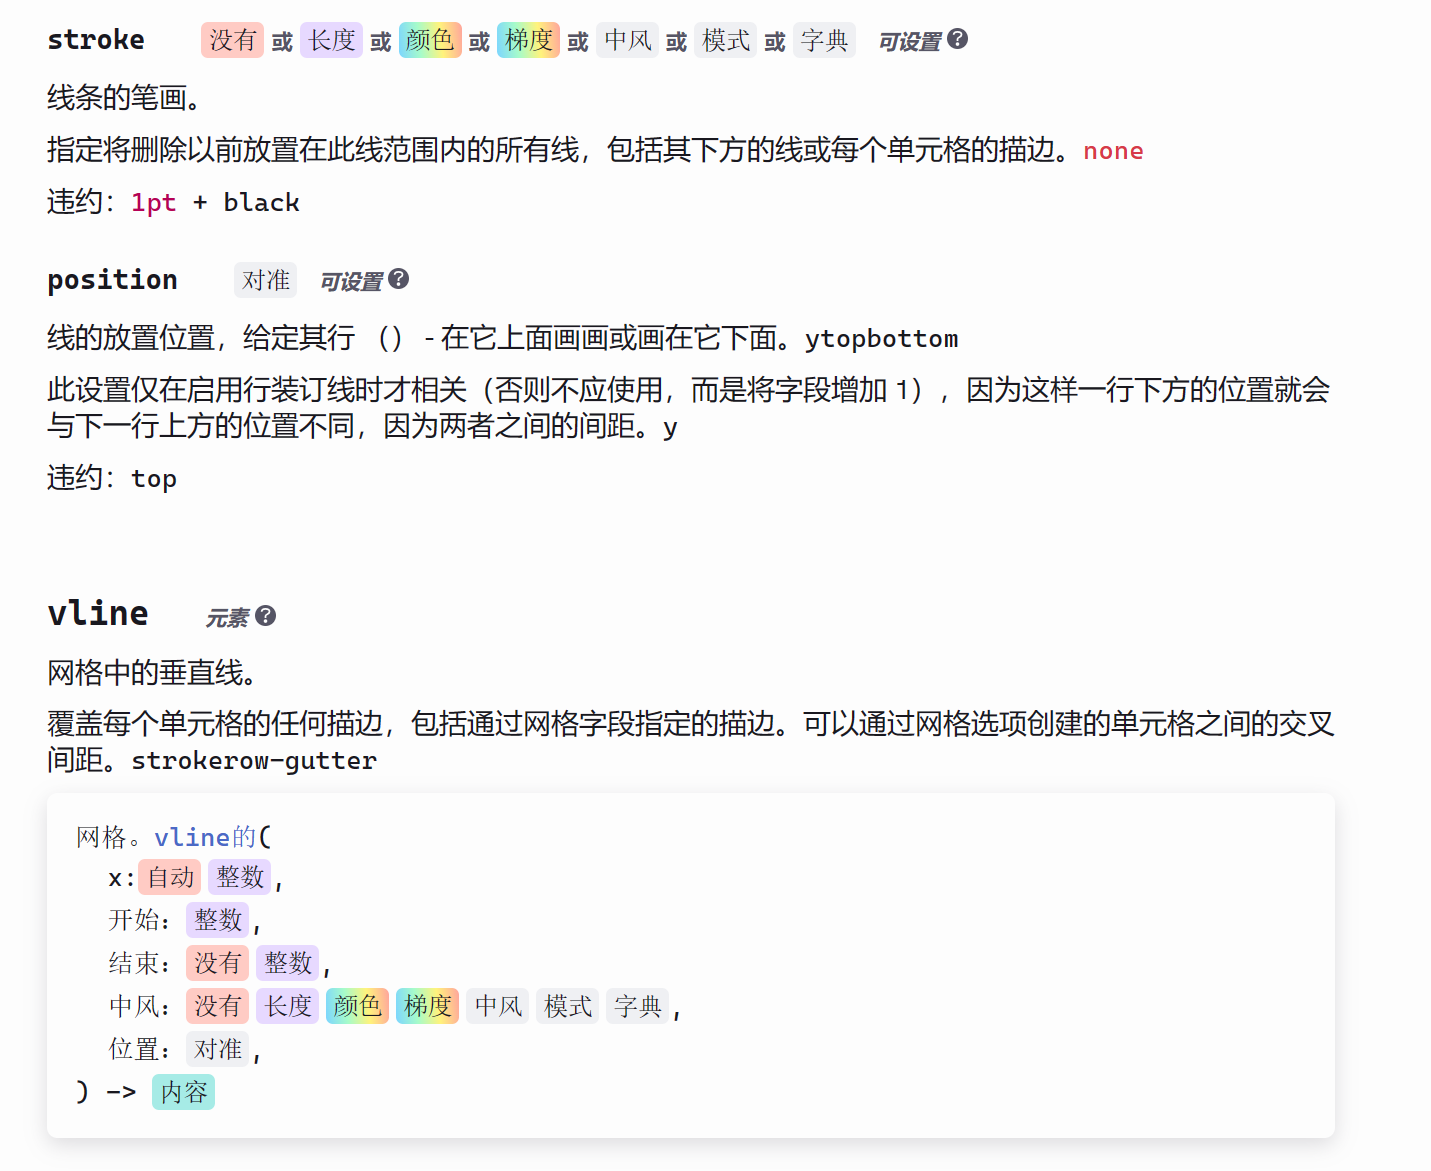 stroke 没有 或 长度 或 颜色 或 梯度 或 中风 或 模式 或 字典 可设置
线条的笔画。
指定将删除以前放置在此线范围内的所有线，包括其下方的线或每个单元格的描边。none
违约：1pt + black
position 对准 可设置
线的放置位置，给定其行 （） - 在它上面画画或画在它下面。ytopbottom
此设置仅在启用行装订线时才相关（否则不应使用，而是将字段增加 1），因为这样一行下方的位置就会
与下一行上方的位置不同，因为两者之间的间距。y
违约：top
vline 元素
网格中的垂直线。
覆盖每个单元格的任何描边，包括通过网格字段指定的描边。可以通过网格选项创建的单元格之间的交叉
间距。strokerow-gutter
网格。vline的(
x:自动 整数,
开始：整数,
结束：没有 整数,
中风：没有 长度 颜色 梯度 中风 模式 字典,
位置：对准,
) -> 内容